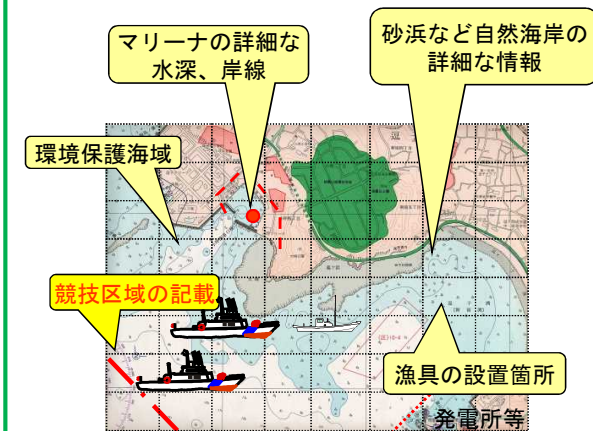 マリーナの詳細な
水深、岸線
砂浜など自然海岸の
詳細な情報
環境保護海域
競技区域の記載
漁具の設置箇所
発電所等